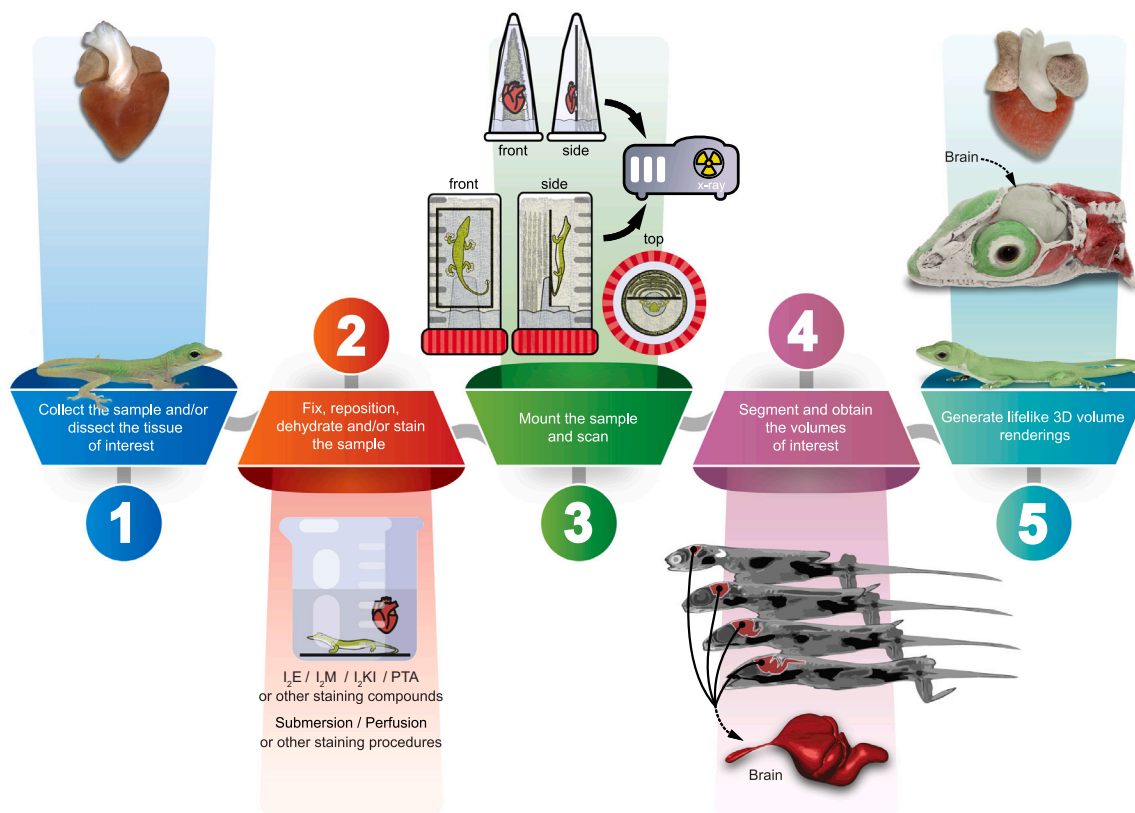 Collect the sample and/or
dissect the tissue
of interest
1
2
Fix, reposition,
dehydrate and/or stain
the sample
I₂E / I₂M / I₂KI / PTA
or other staining compounds
Submersion / Perfusion
or other staining procedures
front
side
x-ray
front
side
top
Mount the sample
and scan
3
4
Segment and obtain
the volumes
of interest
Brain
Brain
Generate lifelike 3D volume
renderings
5